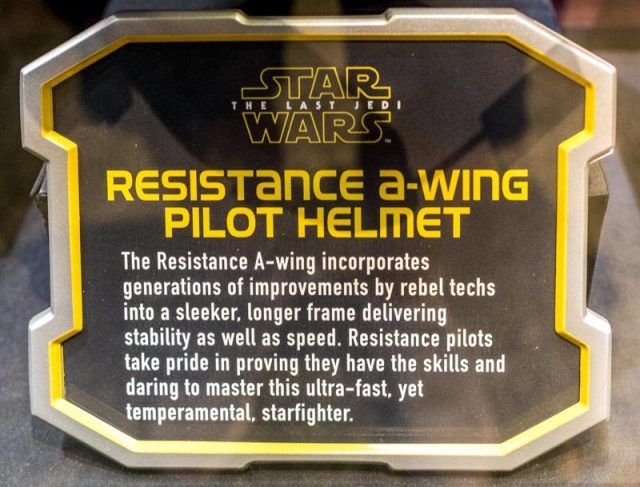 STAR
THE LAST JEDI
WARS™
RESISTANCE A-WING
PILOT HELMET
The Resistance A-wing incorporates
generations of improvements by rebel techs
into a sleeker, longer frame delivering
stability as well as speed. Resistance pilots
take pride in proving they have the skills and
daring to master this ultra-fast, yet
temperamental, starfighter.